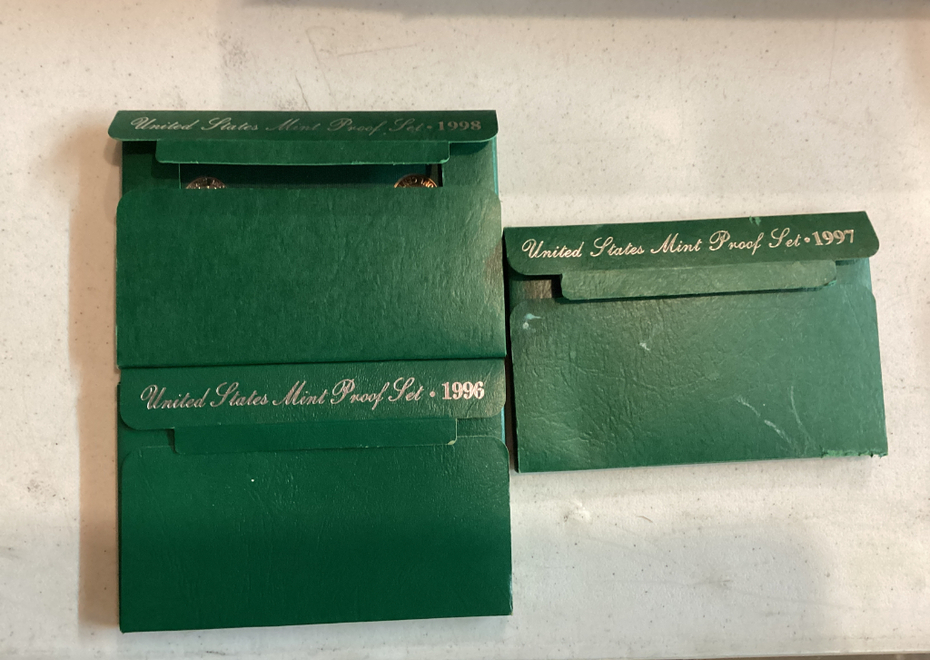 United States Mint Proof Set • 1998
United States Mint Proof Set • 1997
United States Mint Proof Set • 1996